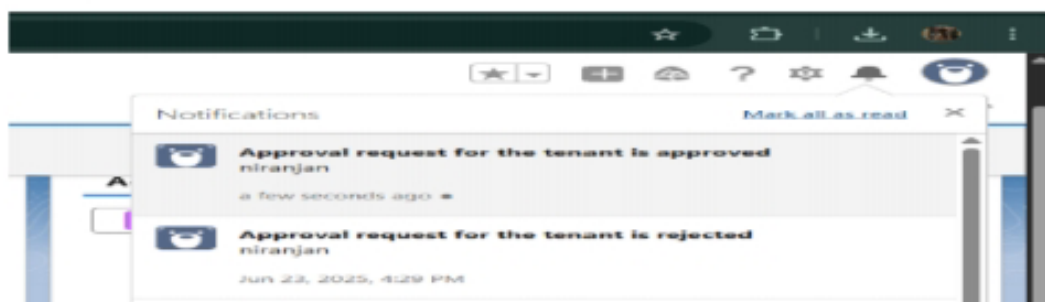 Notifications
Mark all as read
Approval request for the tenant is approved
niranjan
a few seconds ago
Approval request for the tenant is rejected
niranjan
Jun 23, 2025, 4:29 PM